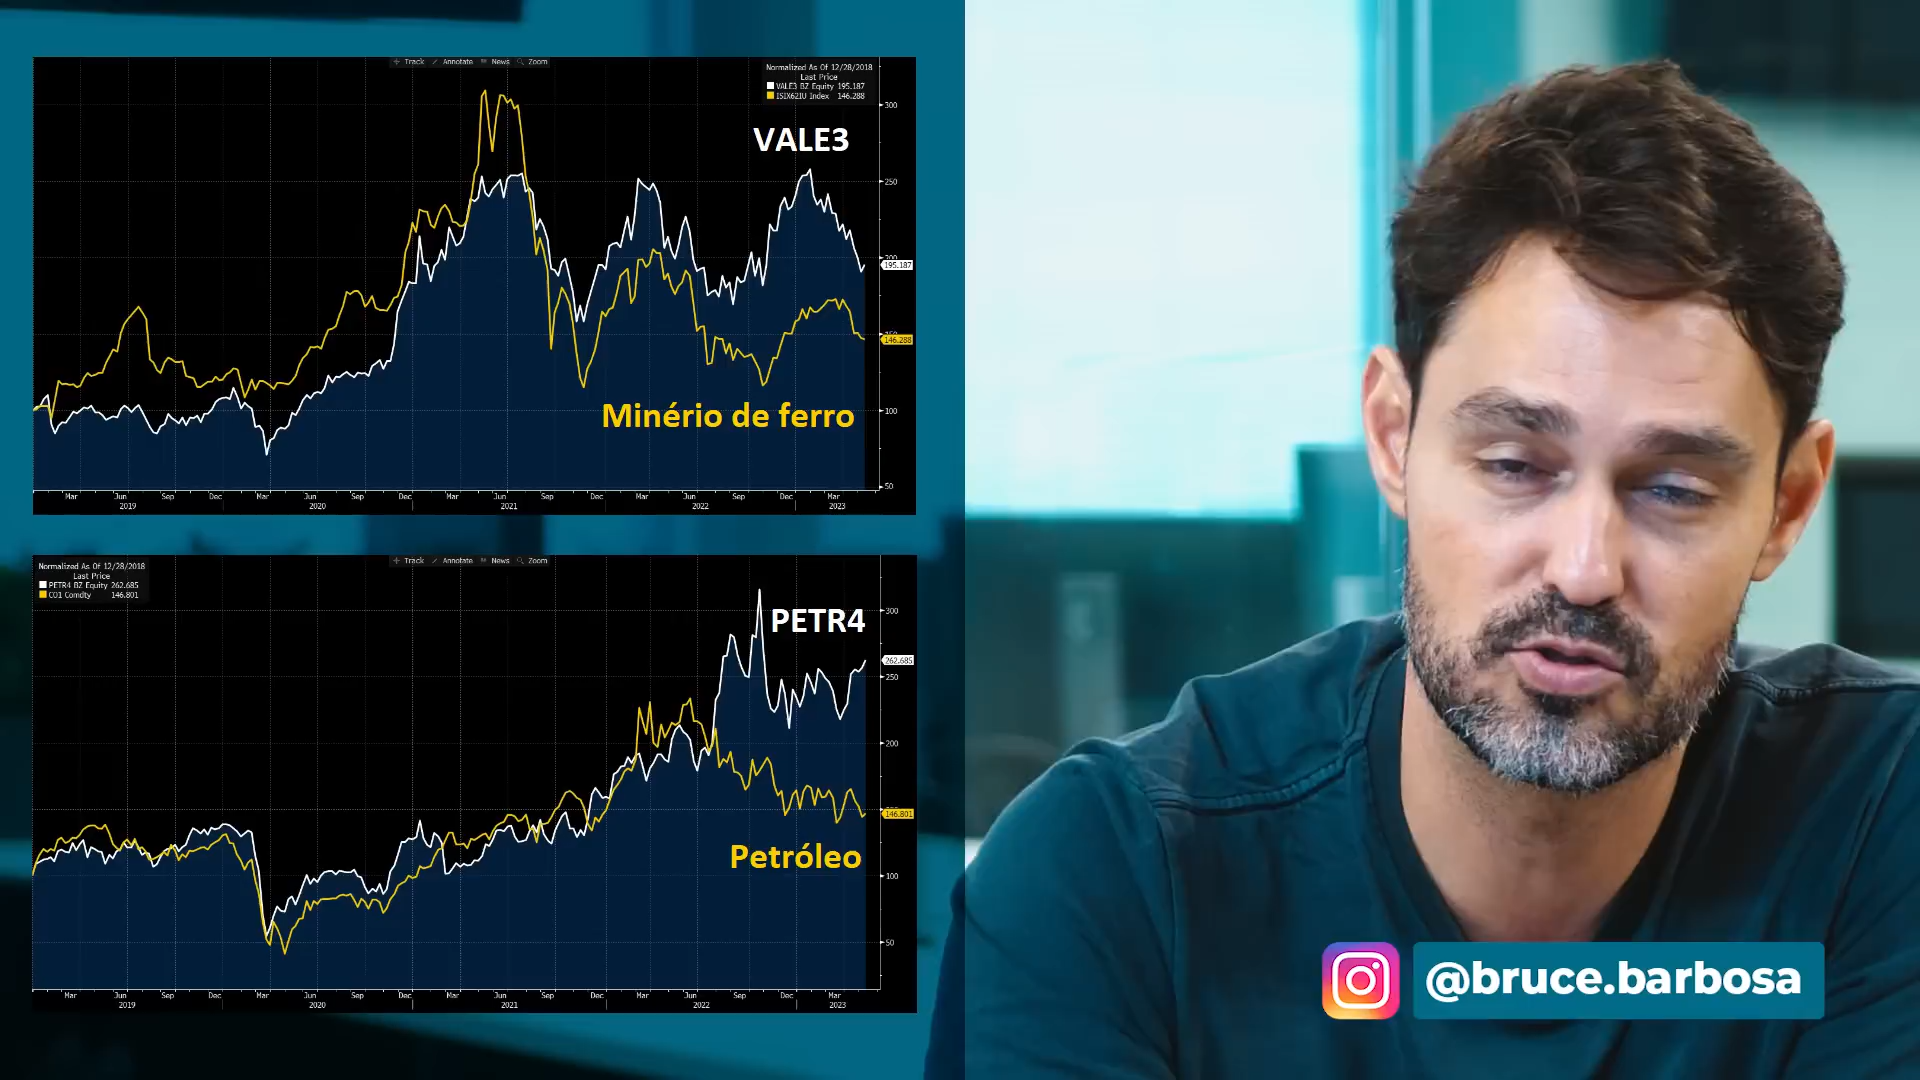 Track Annotate News Zoom
Normalized As Of 12/28/2018
Last Price
VALE3 BZ Equity 195.187
ISIX62IU Index 146.288
VALE3
300
250
200
195.187
150
146.288
100
50
Minério de ferro
Mar Jun Sep Dec Mar Jun Sep Dec Mar Jun Sep Dec Mar Jun Sep Dec Mar
2019 2020 2021 2022 2023
Track Annotate News Zoom
Normalized As Of 12/28/2018
Last Price
PETR4 BZ Equity 262.685
CO1 Comdty 146.801
PETR4
300
262.685
250
200
146.801
100
50
Petróleo
Mar Jun Sep Dec Mar Jun Sep Dec Mar Jun Sep Dec Mar Jun Sep Dec Mar
2019 2020 2021 2022 2023
@bruce.barbosa